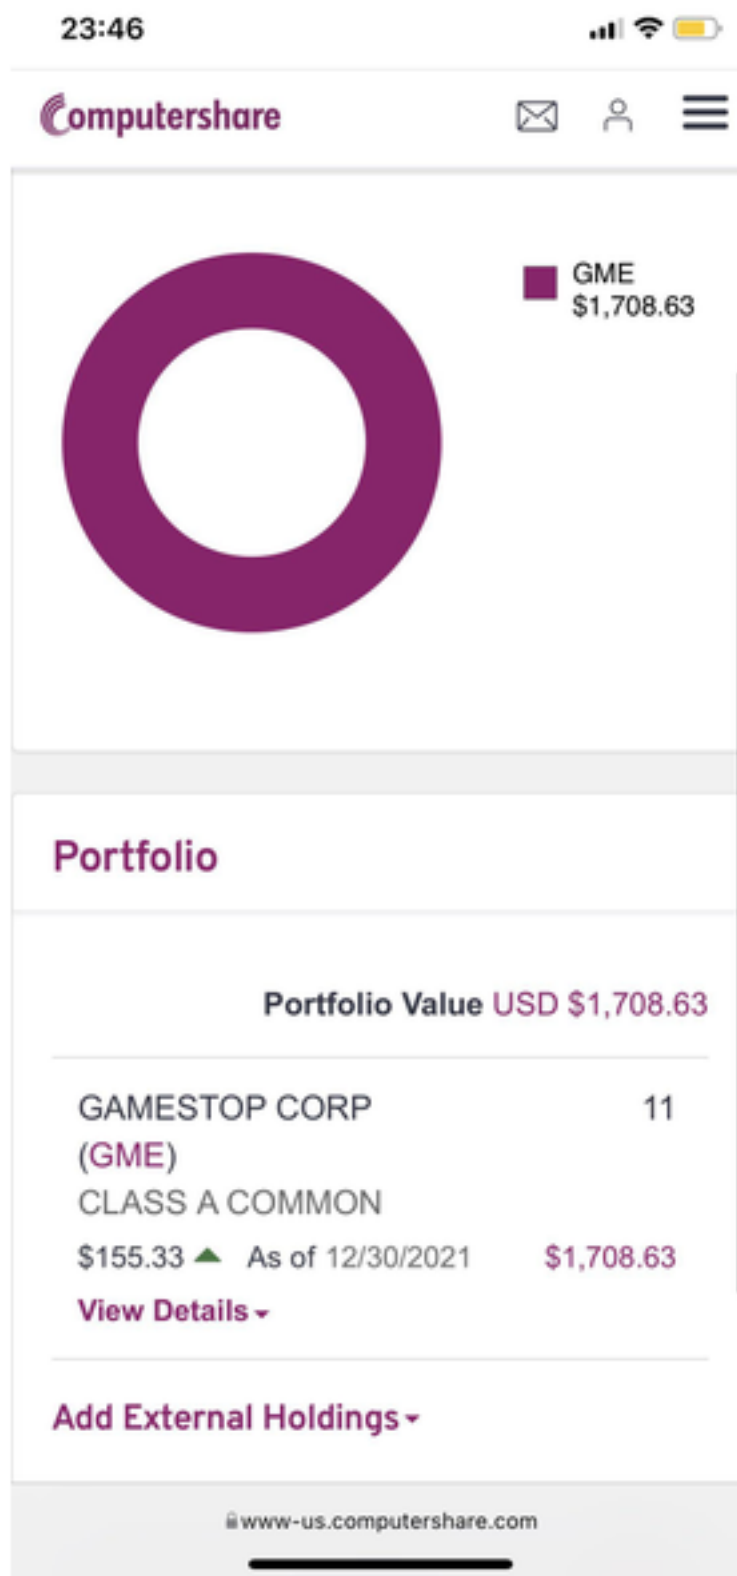 23:46
Computershare
GME
$1,708.63
Portfolio
Portfolio Value USD $1,708.63
GAMESTOP CORP 11
(GME)
CLASS A COMMON
$155.33 As of 12/30/2021 $1,708.63
View Details
Add External Holdings
www-us.computershare.com